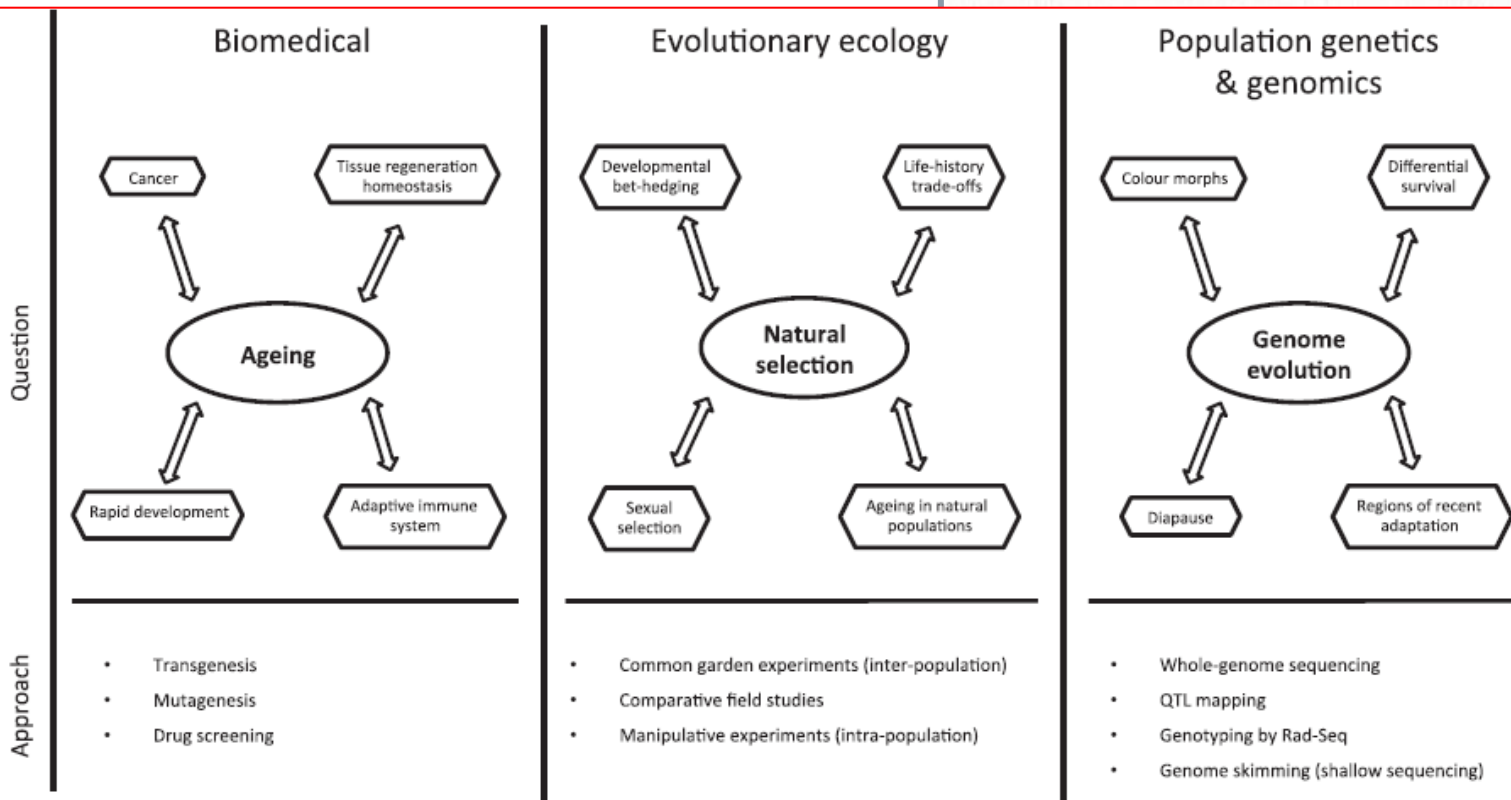 Biomedical
Cancer
Tissue regeneration
homeostasis
Ageing
Rapid development
Adaptive immune
system
Evolutionary ecology
Developmental
bet-hedging
Life-history
trade-offs
Natural
selection
Sexual
selection
Ageing in natural
populations
Population genetics
& genomics
Colour morphs
Differential
survival
Genome
evolution
Diapause
Regions of recent
adaptation
Question
Approach
• Transgenesis
• Mutagenesis
• Drug screening
• Common garden experiments (inter-population)
• Comparative field studies
• Manipulative experiments (intra-population)
• Whole-genome sequencing
• QTL mapping
• Genotyping by Rad-Seq
• Genome skimming (shallow sequencing)